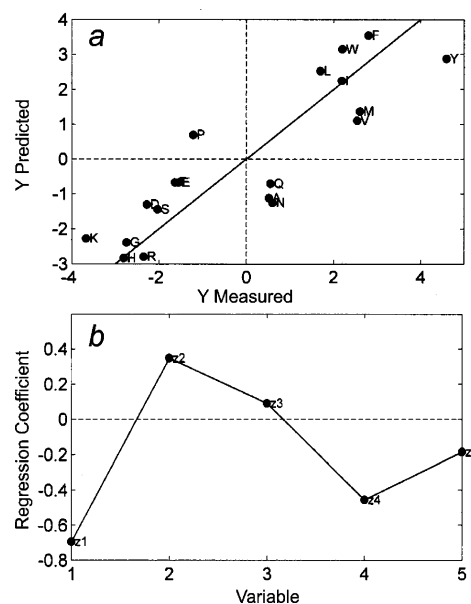 a
Y Predicted
4
3
2
1
0
-1
-2
-3
F
W
Y
L
I
M
V
P
Q
A
N
E
D
S
K
G
H
R
-4 -2 0 2 4
Y Measured
b
Regression Coefficient
0.4
0.2
0
-0.2
-0.4
-0.6
-0.8
z2
z3
z4
z1
z
1 2 3 4 5
Variable